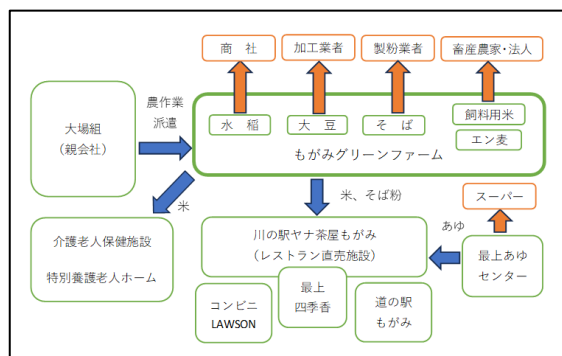 商　社
加工業者
製粉業者
畜産農家・法人
農作業
派遣
大場組
（親会社）
水　稲
大　豆
そ　ば
飼料用米
エン麦
もがみグリーンファーム
米
米、そば粉
スーパー
あゆ
介護老人保健施設
特別養護老人ホーム
川の駅ヤナ茶屋もがみ
（レストラン直売施設）
最上あゆ
センター
コンビニ
LAWSON
最上
四季香
道の駅
もがみ